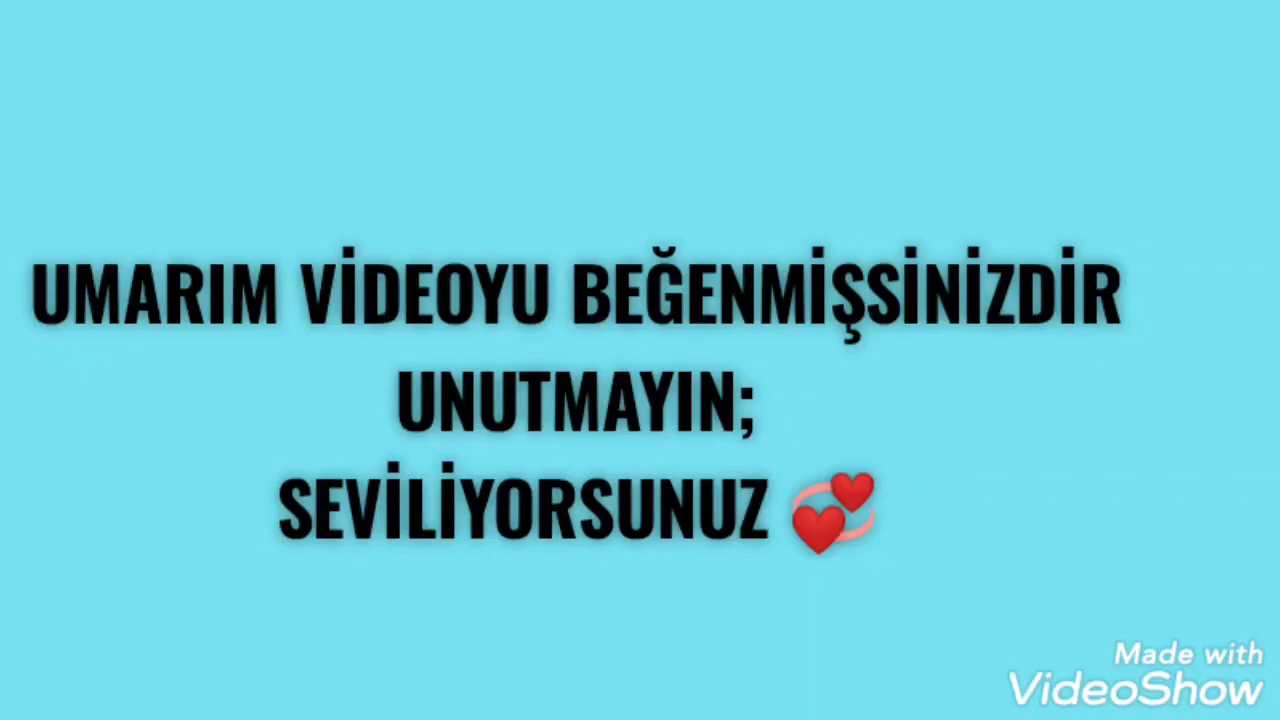 UMARIM VİDEOYU BEĞENMİŞSİNİZDİR
UNUTMAYIN;
SEVİLİYORSUNUZ 💞
Made with
VideoShow